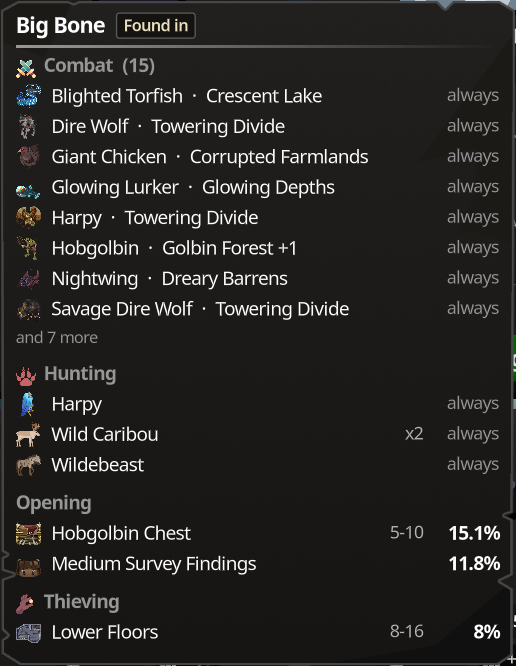 Big Bone Found in
Combat (15)
Blighted Torfish · Crescent Lake always
Dire Wolf · Towering Divide always
Giant Chicken · Corrupted Farmlands always
Glowing Lurker · Glowing Depths always
Harpy · Towering Divide always
Hobgolbin · Golbin Forest +1 always
Nightwing · Dreary Barrens always
Savage Dire Wolf · Towering Divide always
and 7 more
Hunting
Harpy always
Wild Caribou x2 always
Wildebeast always
Opening
Hobgolbin Chest 5-10 15.1%
Medium Survey Findings 11.8%
Thieving
Lower Floors 8-16 8%